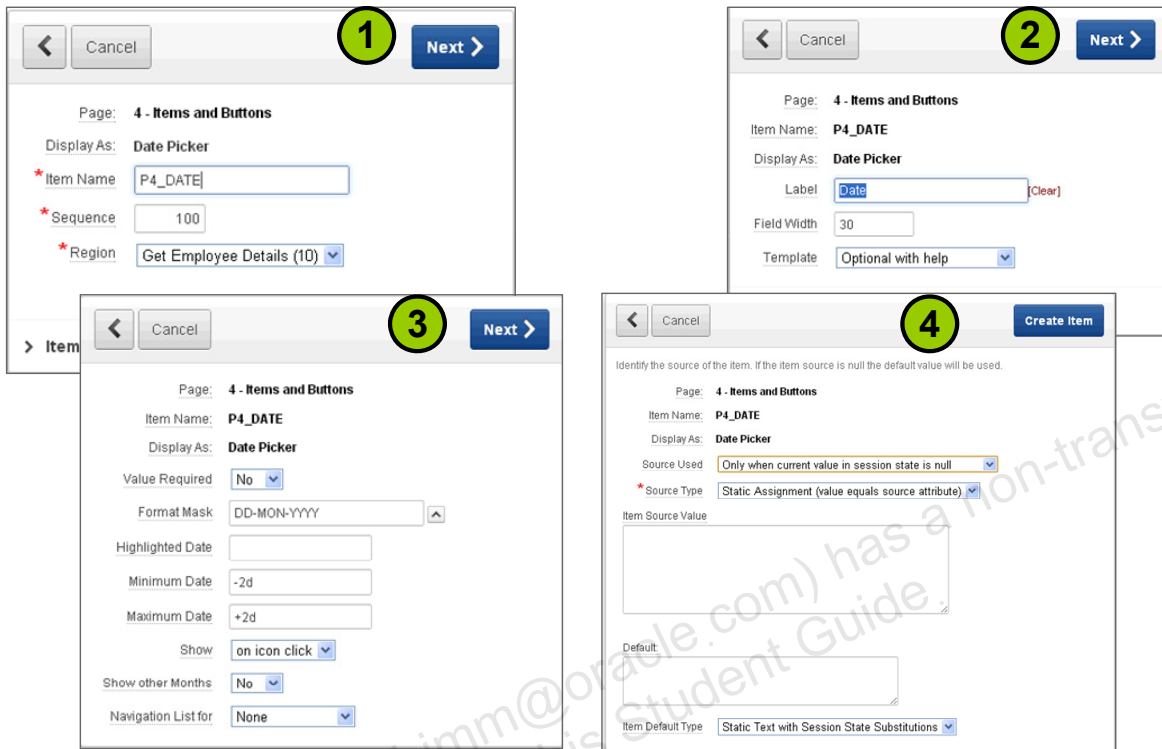 Cancel
1
Next
Page: 4 - Items and Buttons
Display As: Date Picker
*Item Name P4_DATE
*Sequence 100
*Region Get Employee Details (10)
Item
Cancel
2
Next
Page: 4 - Items and Buttons
Item Name: P4_DATE
Display As: Date Picker
Label Date [Clear]
Field Width 30
Template Optional with help
Cancel
3
Next
Page: 4 - Items and Buttons
Item Name: P4_DATE
Display As: Date Picker
Value Required No
Format Mask DD-MON-YYYY
Highlighted Date
Minimum Date -2d
Maximum Date +2d
Show on icon click
Show other Months No
Navigation List for None
Cancel
4
Create Item
Identify the source of the item. If the item source is null the default value will be used.
Page: 4 - Items and Buttons
Item Name: P4_DATE
Display As: Date Picker
Source Used Only when current value in session state is null
*Source Type Static Assignment (value equals source attribute)
Item Source Value
Default:
Item Default Type Static Text with Session State Substitutions
com) has a non-trans
Student Guide.